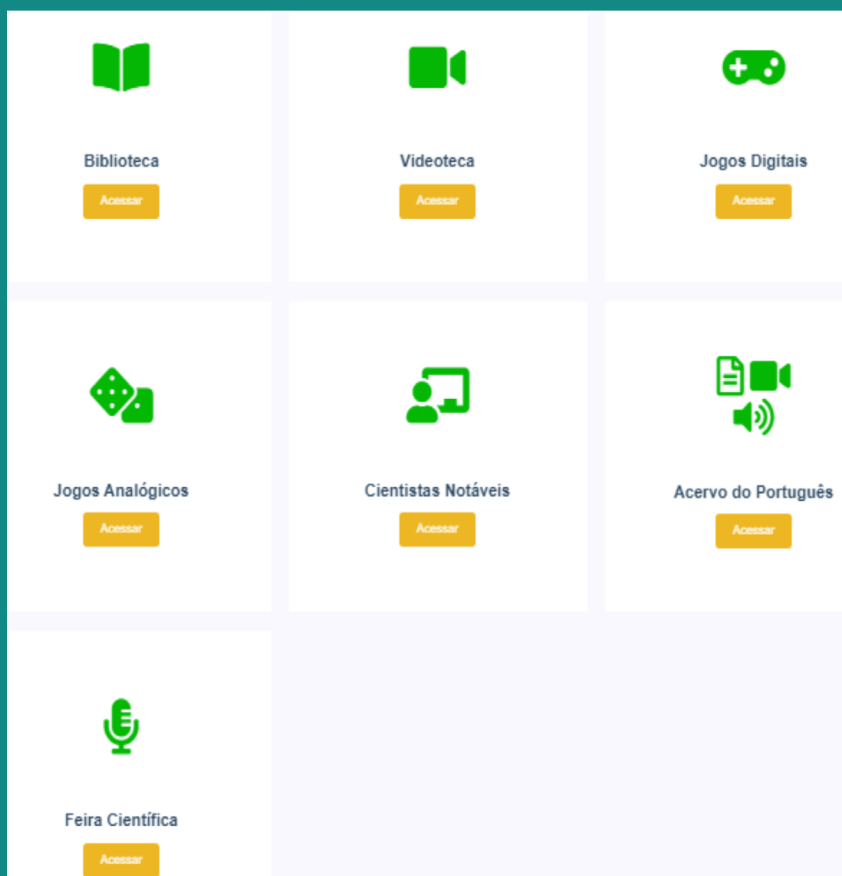 Biblioteca
Acessar
Videoteca
Acessar
Jogos Digitais
Acessar
Jogos Analógicos
Acessar
Cientistas Notáveis
Acessar
Acervo do Português
Acessar
Feira Científica
Acessar